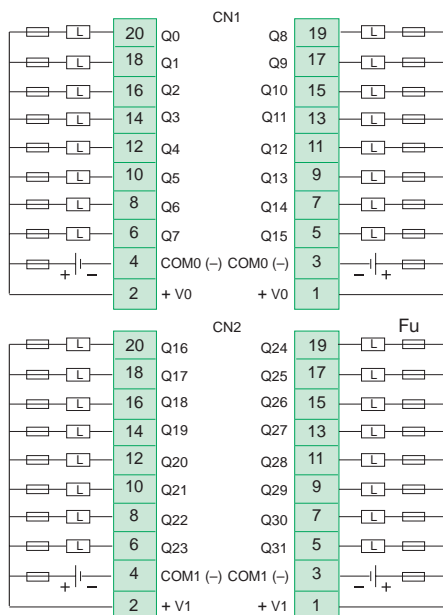 CN1
L 20 Q0 Q8 19 L
L 18 Q1 Q9 17 L
L 16 Q2 Q10 15 L
L 14 Q3 Q11 13 L
L 12 Q4 Q12 11 L
L 10 Q5 Q13 9 L
L 8 Q6 Q14 7 L
L 6 Q7 Q15 5 L
+ – 4 COM0 (–) COM0 (–) 3 – +
2 + V0 + V0 1
CN2 Fu
L 20 Q16 Q24 19 L
L 18 Q17 Q25 17 L
L 16 Q18 Q26 15 L
L 14 Q19 Q27 13 L
L 12 Q20 Q28 11 L
L 10 Q21 Q29 9 L
L 8 Q22 Q30 7 L
L 6 Q23 Q31 5 L
+ – 4 COM1 (–) COM1 (–) 3 – +
2 + V1 + V1 1